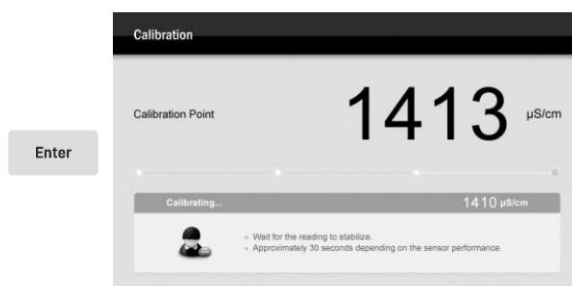 Calibration
Calibration Point
1413 µS/cm
Enter
Calibrating...
1410 µS/cm
Wait for the reading to stabilize.
Approximately 30 seconds depending on the sensor performance.